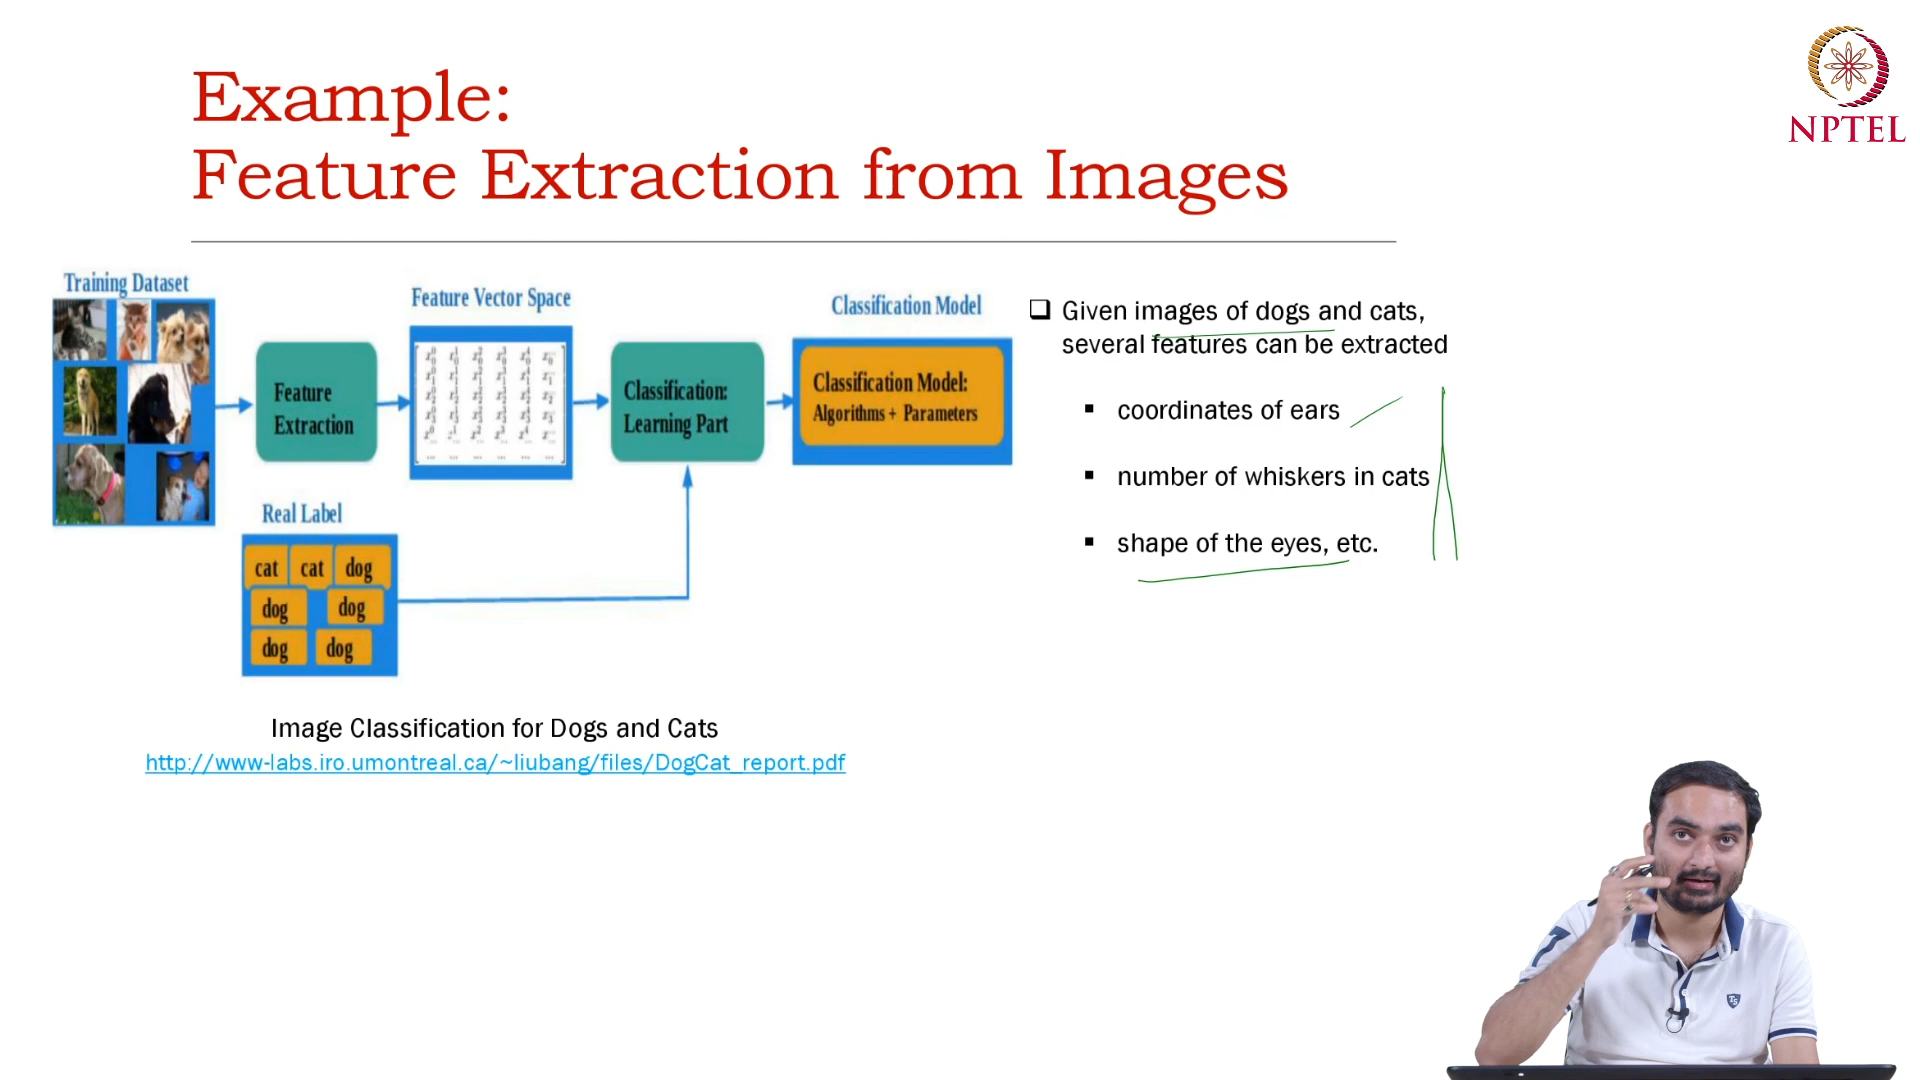 Example:
Feature Extraction from Images
NPTEL
Training Dataset
Feature
Extraction
Feature Vector Space
Classification:
Learning Part
Classification Model
Classification Model:
Algorithms + Parameters
Real Label
cat cat dog
dog dog
dog dog
Image Classification for Dogs and Cats
http://www-labs.iro.umontreal.ca/~liubang/files/DogCat_report.pdf
Given images of dogs and cats,
several features can be extracted
coordinates of ears
number of whiskers in cats
shape of the eyes, etc.